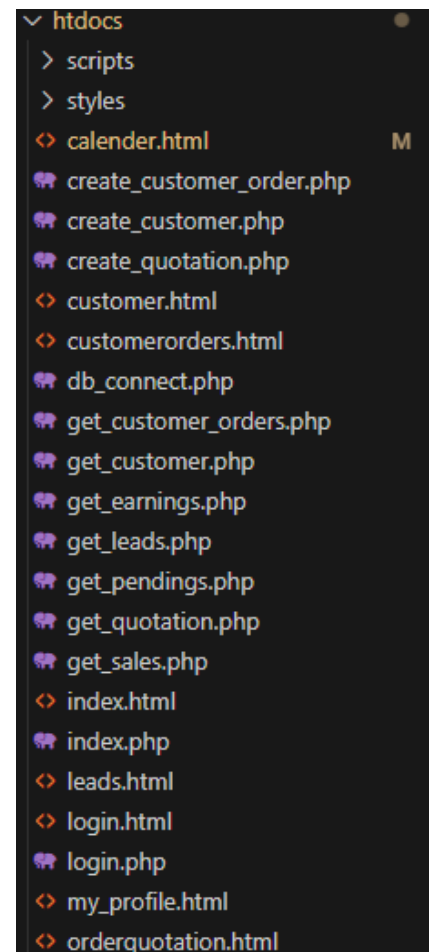 htdocs
scripts
styles
calender.html M
create_customer_order.php
create_customer.php
create_quotation.php
customer.html
customerorders.html
db_connect.php
get_customer_orders.php
get_customer.php
get_earnings.php
get_leads.php
get_pendings.php
get_quotation.php
get_sales.php
index.html
index.php
leads.html
login.html
login.php
my_profile.html
orderquotation.html